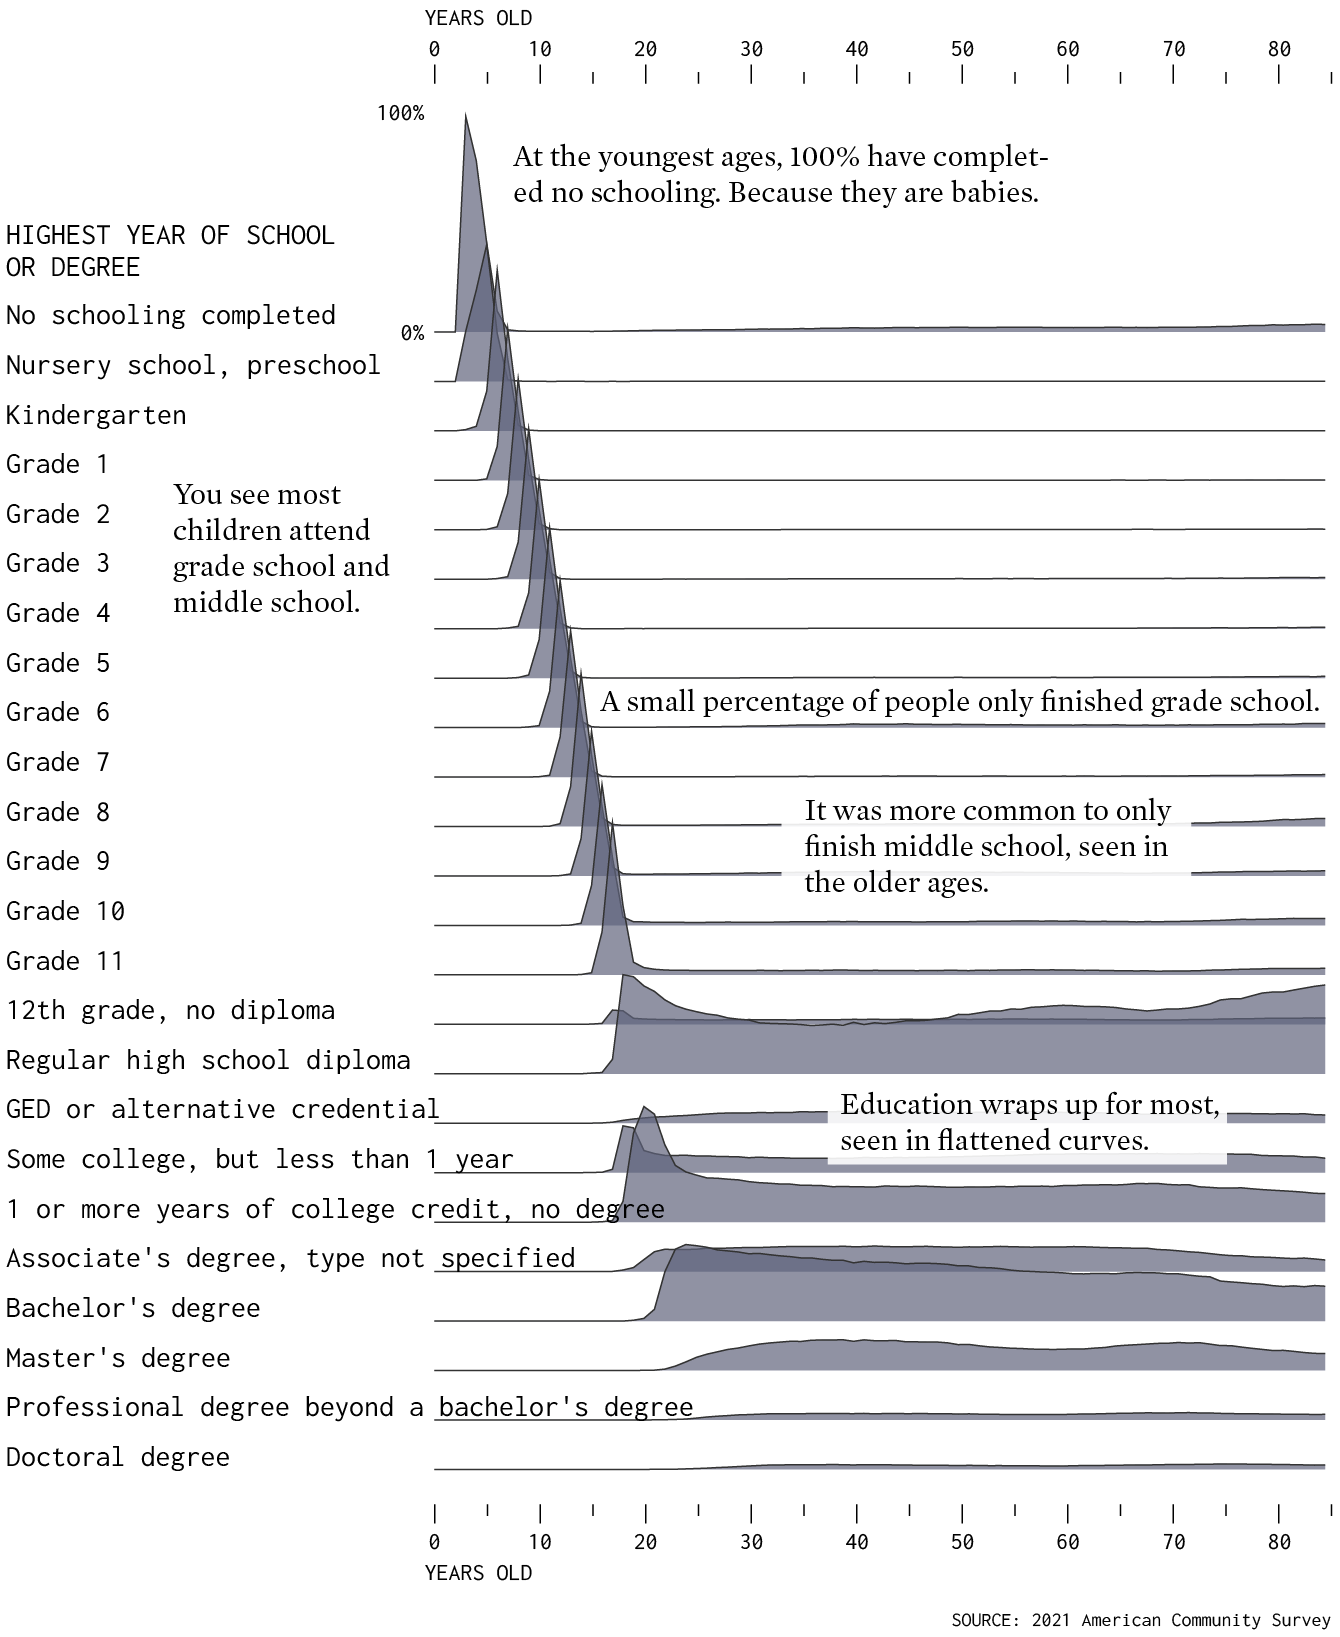 YEARS OLD
0 10 20 30 40 50 60 70 80
100%
At the youngest ages, 100% have complet-
ed no schooling. Because they are babies.
HIGHEST YEAR OF SCHOOL
OR DEGREE
No schooling completed
0%
Nursery school, preschool
Kindergarten
Grade 1
You see most
children attend
grade school and
middle school.
Grade 2
Grade 3
Grade 4
Grade 5
A small percentage of people only finished grade school.
Grade 6
Grade 7
Grade 8
It was more common to only
finish middle school, seen in
the older ages.
Grade 9
Grade 10
Grade 11
12th grade, no diploma
Regular high school diploma
GED or alternative credential
Education wraps up for most,
seen in flattened curves.
Some college, but less than 1 year
1 or more years of college credit, no degree
Associate's degree, type not specified
Bachelor's degree
Master's degree
Professional degree beyond a bachelor's degree
Doctoral degree
0 10 20 30 40 50 60 70 80
YEARS OLD
SOURCE: 2021 American Community Survey